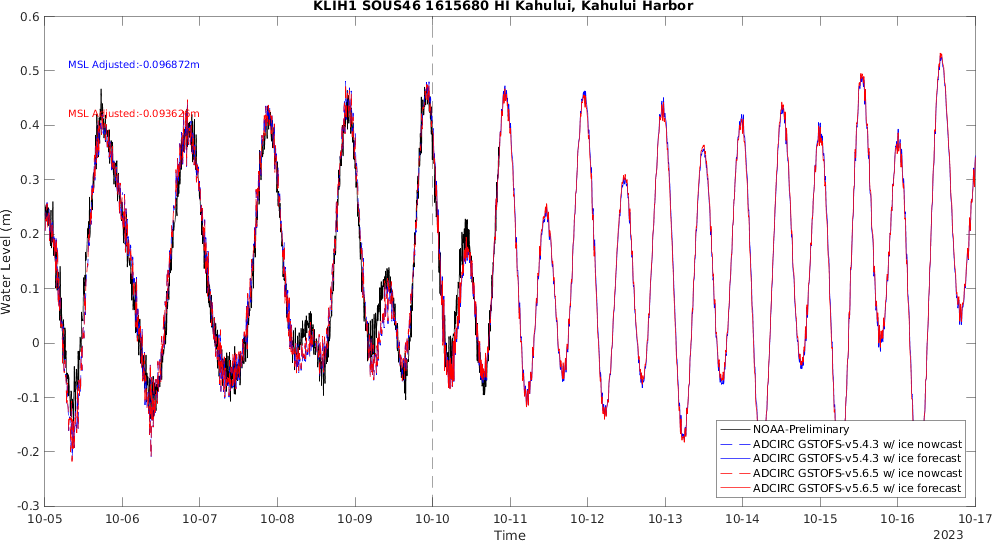 KLIH1 SOUS46 1615680 HI Kahului, Kahului Harbor
0.6
MSL Adjusted:-0.096872m
0.5
MSL Adjusted:-0.093625m
0.4
0.3
0.2
0.1
0
-0.1
-0.2
-0.3
Water Level (m)
NOAA-Preliminary
ADCIRC GSTOFS-v5.4.3 w/ ice nowcast
ADCIRC GSTOFS-v5.4.3 w/ ice forecast
ADCIRC GSTOFS-v5.6.5 w/ ice nowcast
ADCIRC GSTOFS-v5.6.5 w/ ice forecast
10-05 10-06 10-07 10-08 10-09 10-10 10-11 10-12 10-13 10-14 10-15 10-16 10-17
Time
2023